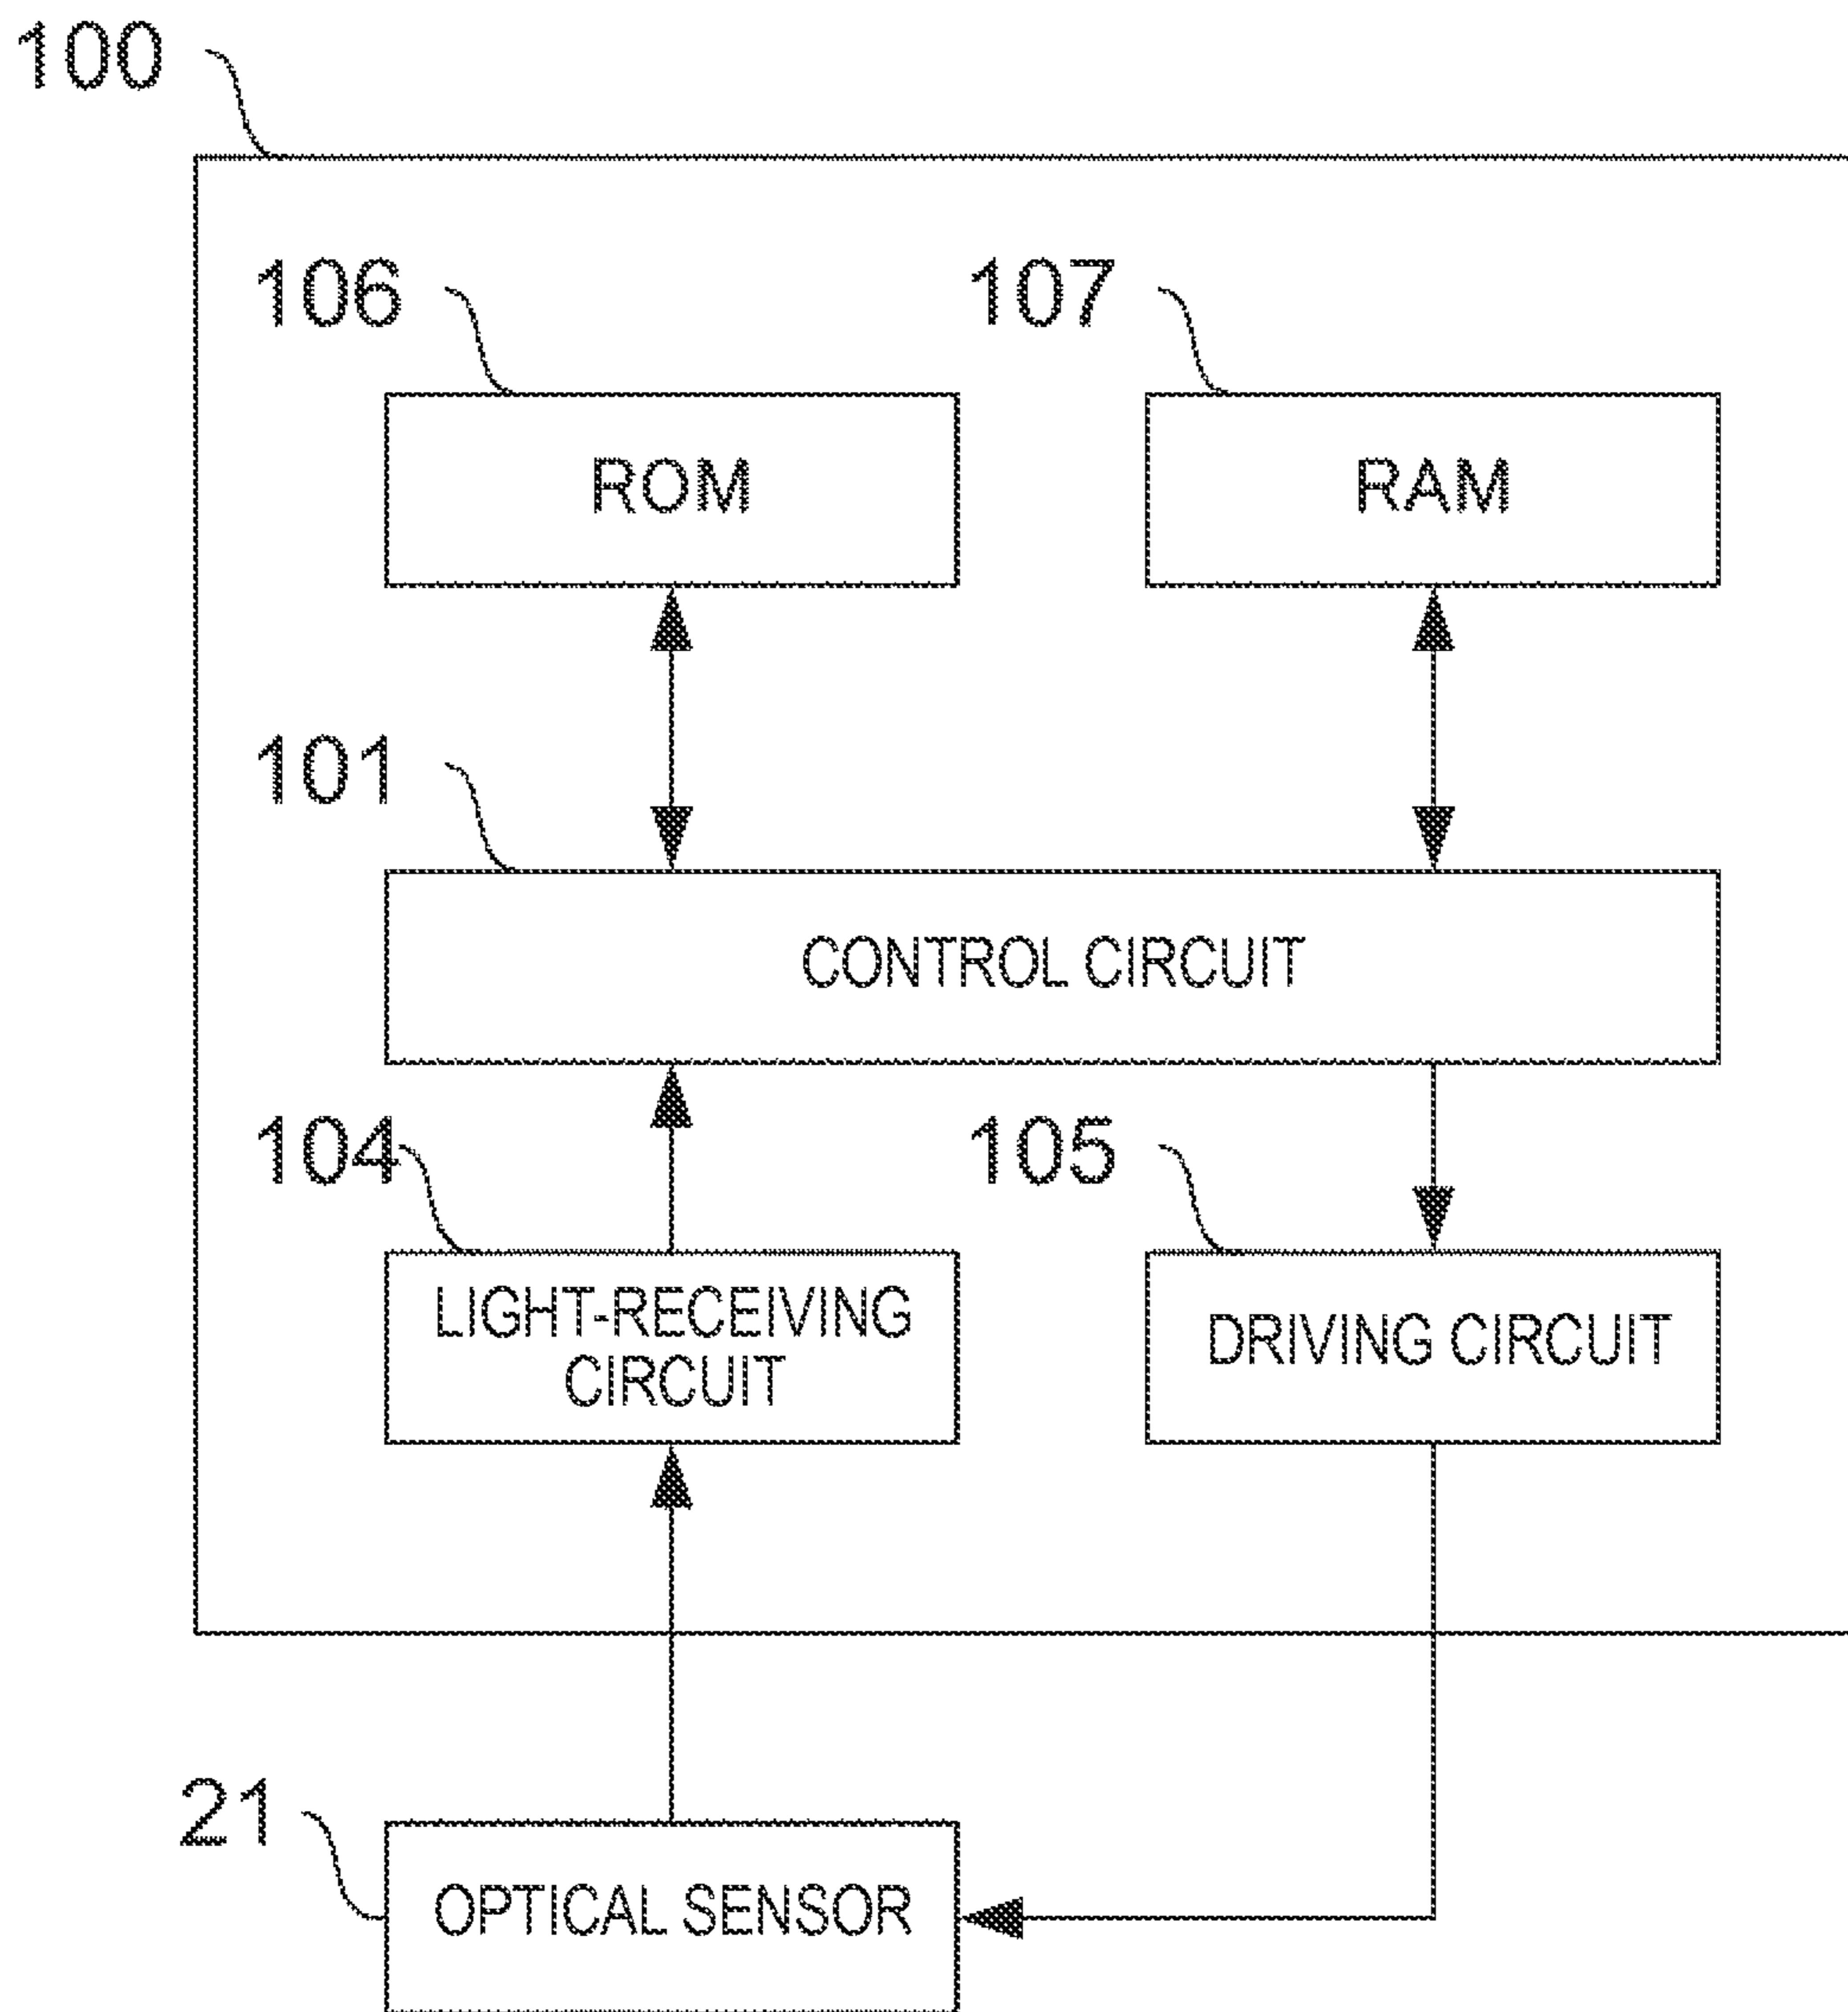 100
106
107
ROM
RAM
101
CONTROL CIRCUIT
104
105
LIGHT-RECEIVING
CIRCUIT
DRIVING CIRCUIT
21
OPTICAL SENSOR